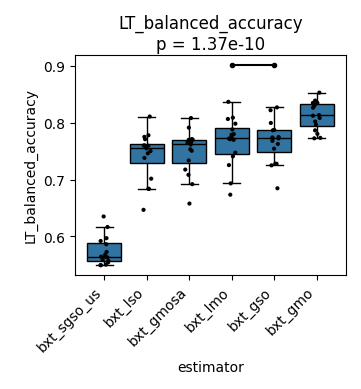 LT_balanced_accuracy
p = 1.37e-10
0.9
0.8
0.7
0.6
LT_balanced_accuracy
bxt_sgso_us
bxt_lso
bxt_gmosa
bxt_lmo
bxt_gso
bxt_gmo
estimator